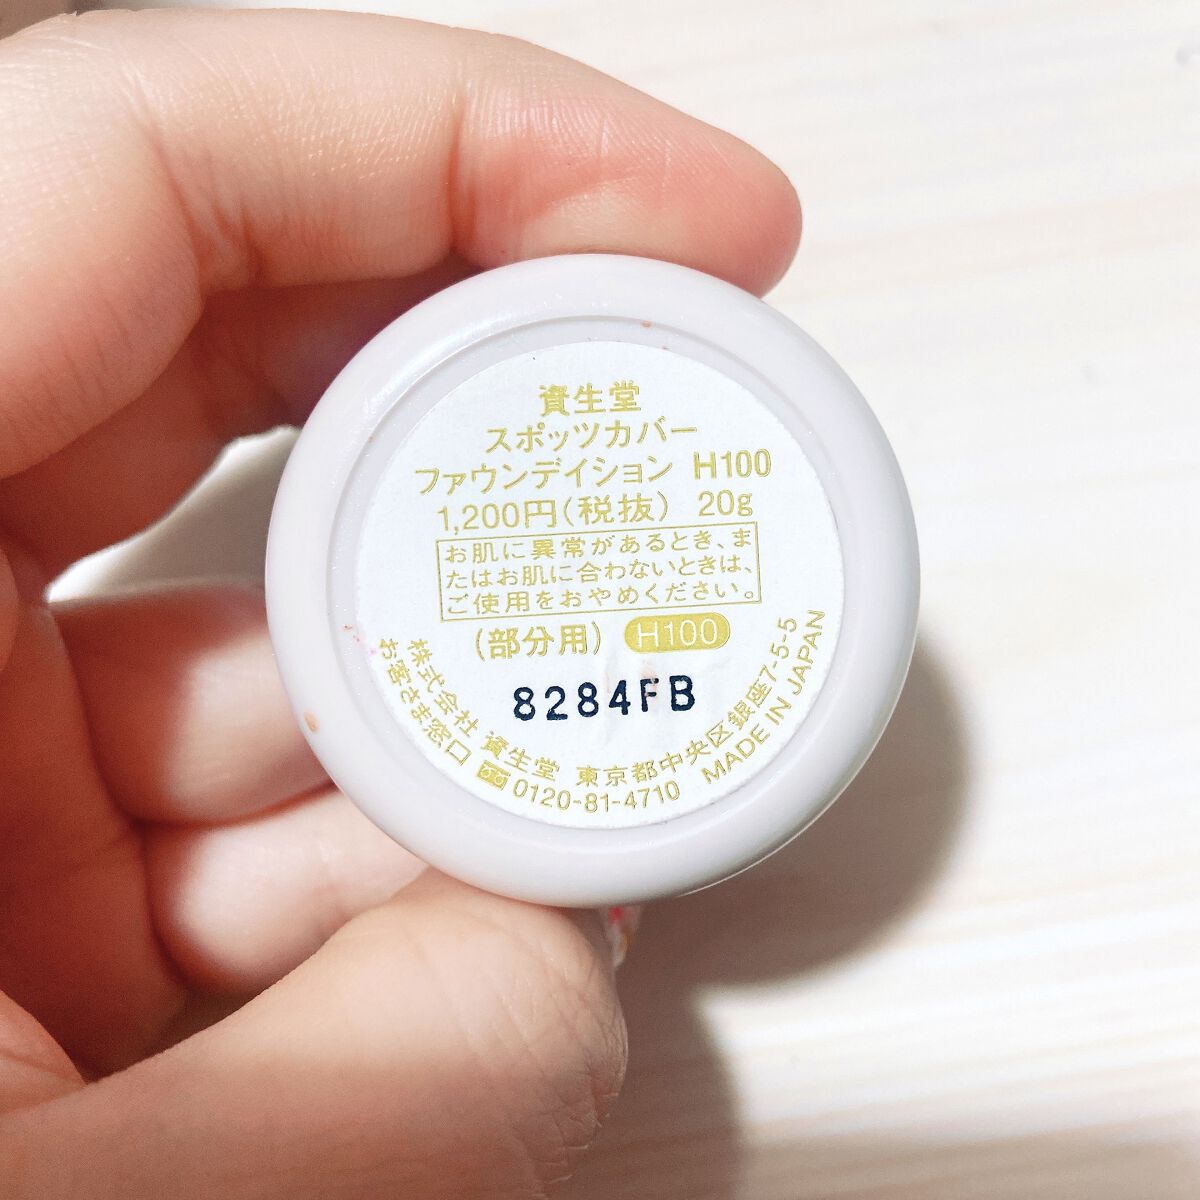 資生堂
スポッツカバー
ファウンデイション H100
1,200円(税抜) 20g
お肌に異常があるとき、ま
たはお肌に合わないときは、
ご使用をおやめください。
(部分用) H100
8284FB
株式会社 資生堂 東京都中央区銀座7-5-5
お客さま窓口 0120-81-4710 MADE IN JAPAN